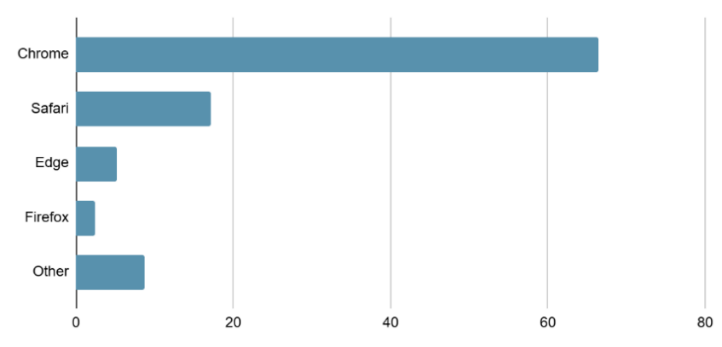 Chrome
Safari
Edge
Firefox
Other
0 20 40 60 80